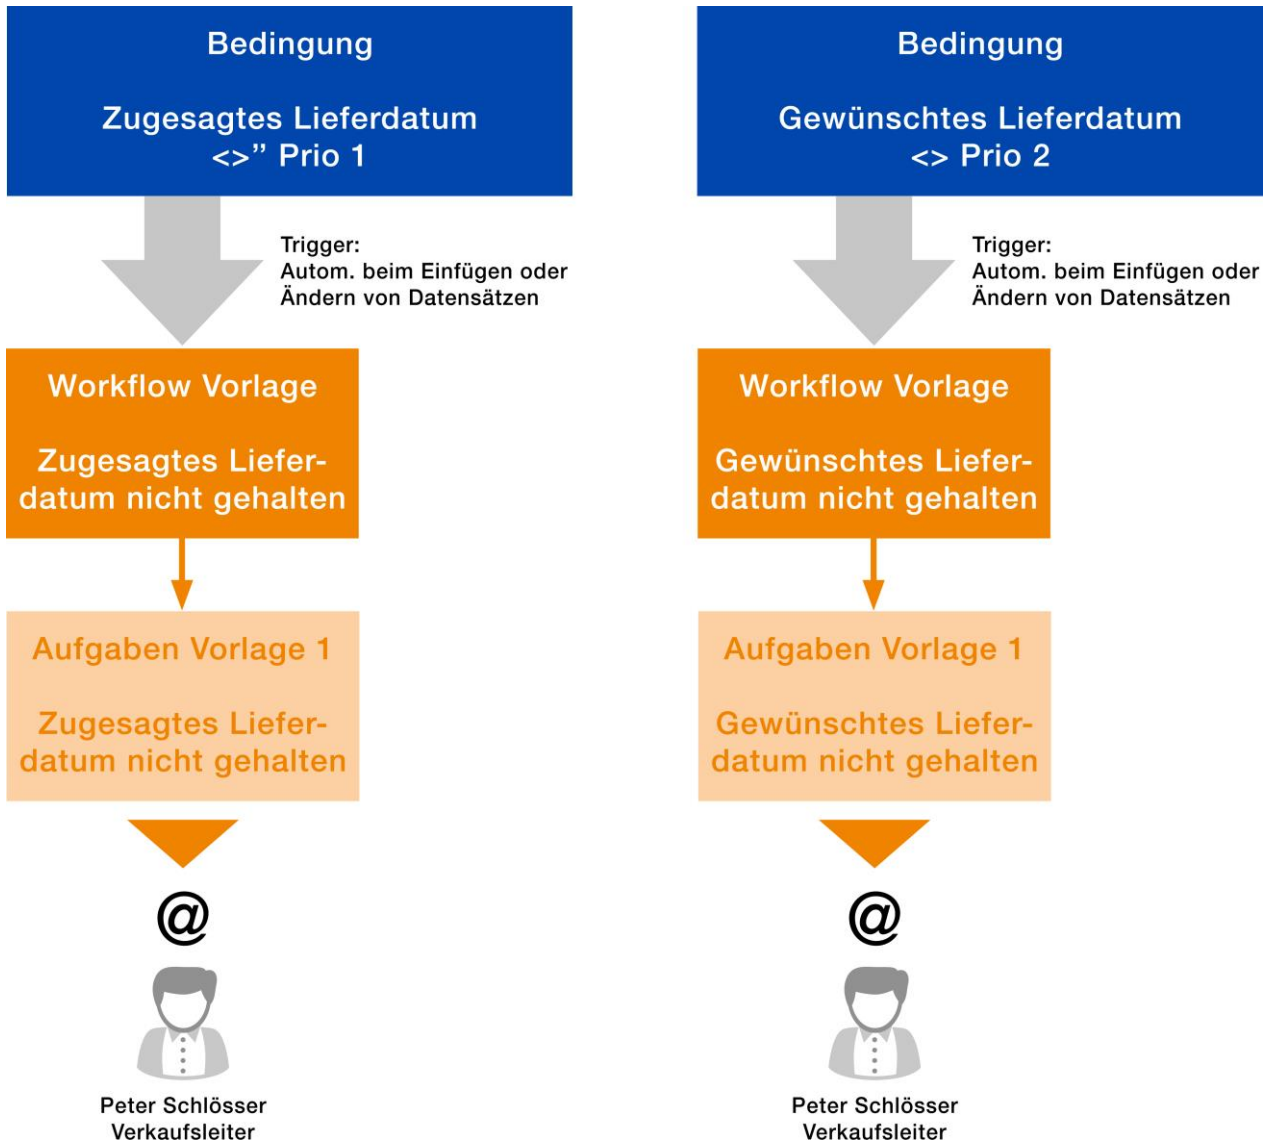 Bedingung
Zugesagtes Lieferdatum
<>” Prio 1
Trigger:
Autom. beim Einfügen oder
Ändern von Datensätzen
Workflow Vorlage
Zugesagtes Liefer-
datum nicht gehalten
Aufgaben Vorlage 1
Zugesagtes Liefer-
datum nicht gehalten
@
Peter Schlösser
Verkaufsleiter
Bedingung
Gewünschtes Lieferdatum
<> Prio 2
Trigger:
Autom. beim Einfügen oder
Ändern von Datensätzen
Workflow Vorlage
Gewünschtes Liefer-
datum nicht gehalten
Aufgaben Vorlage 1
Gewünschtes Liefer-
datum nicht gehalten
@
Peter Schlösser
Verkaufsleiter